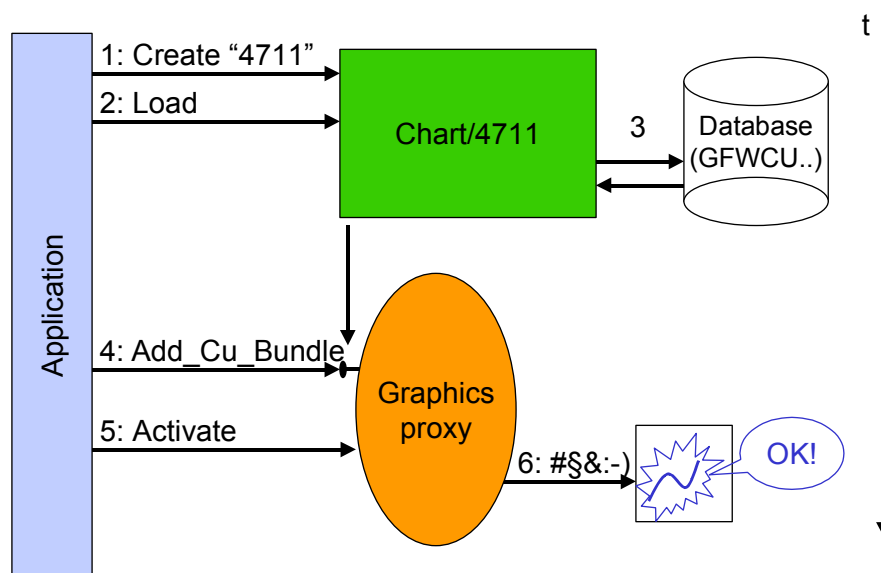 t
1: Create “4711”
2: Load
Chart/4711
3
Database
(GFWCU..)
Application
4: Add_Cu_Bundle
Graphics
proxy
5: Activate
6: #§&:-)
OK!